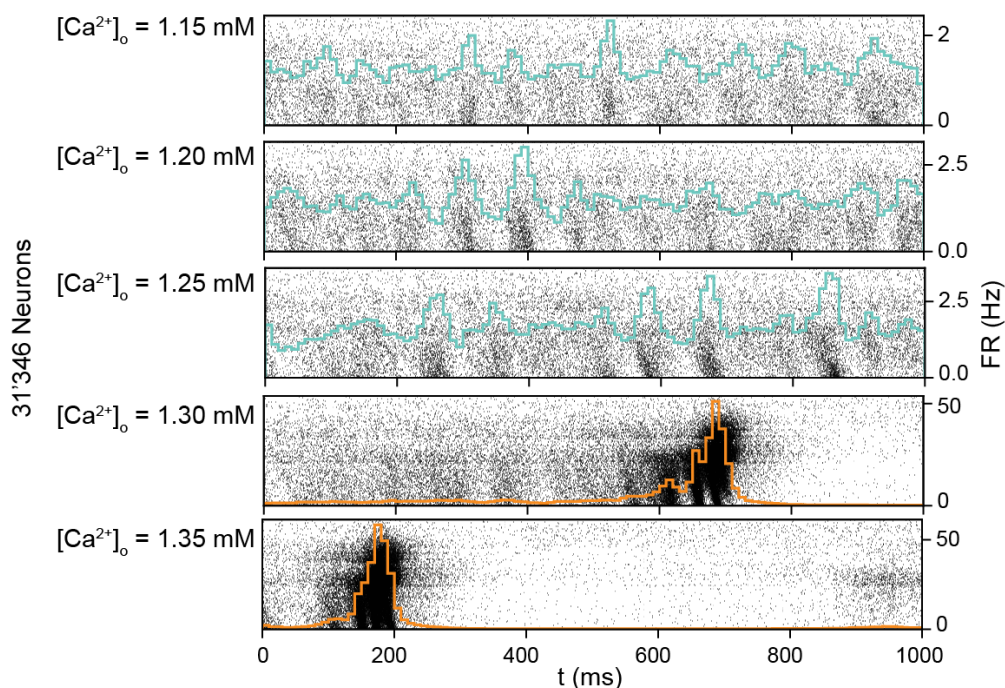 [Ca²⁺]ₒ = 1.15 mM
2
0
[Ca²⁺]ₒ = 1.20 mM
2.5
0.0
[Ca²⁺]ₒ = 1.25 mM
2.5
0.0
[Ca²⁺]ₒ = 1.30 mM
50
0
[Ca²⁺]ₒ = 1.35 mM
50
0
31'346 Neurons
FR (Hz)
0 200 400 600 800 1000
t (ms)